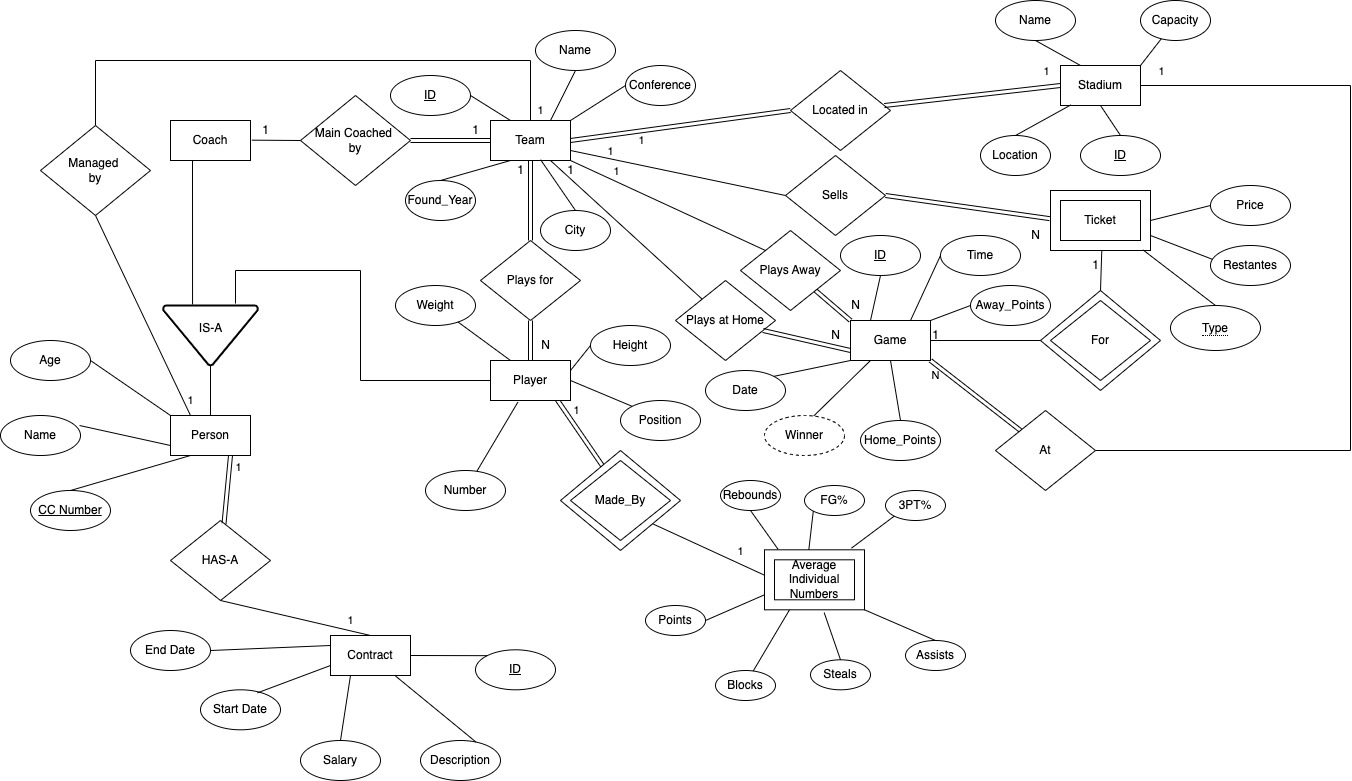 Name
Capacity
1
Stadium
1
Location
ID
Name
ID
Conference
1
Located in
Coach
1
Main Coached
by
1
Team
1
1
1
1
1
Managed
by
Found_Year
City
Sells
N
Ticket
Price
Restantes
Type
1
Plays Away
ID
Time
Plays for
Weight
Away_Points
N
Plays at Home
N
Game
1
For
IS-A
Age
N
Height
Player
Position
1
Date
N
1
Name
Person
Winner
Home_Points
At
1
CC Number
Number
Made_By
Rebounds
FG%
3PT%
HAS-A
1
Average
Individual
Numbers
Points
Assists
Blocks
Steals
1
End Date
Contract
ID
Start Date
Salary
Description